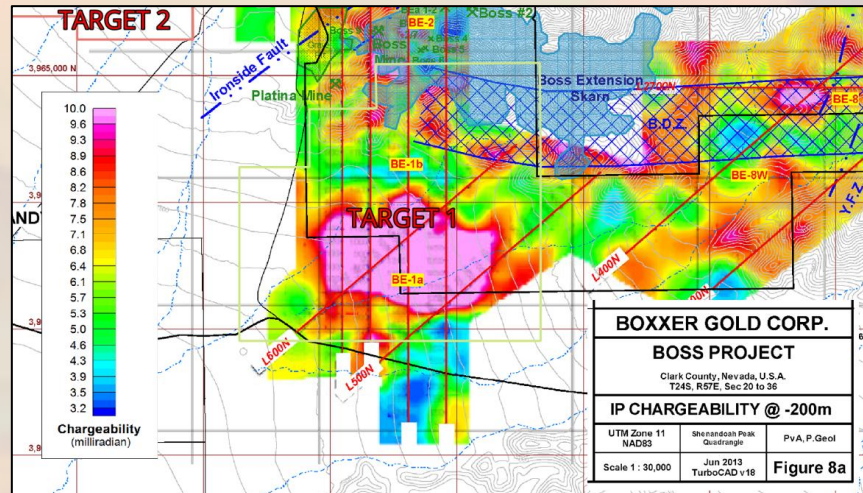 TARGET 2
BE-2
Boss #2
Ironside Fault
3,965,000 N
Boss
Platina Mine
Boss Extension
Skarn
L2700N
B.D.Z.
BE-8
BE-1b
BE-8W
Y.F.Z.
TARGET 1
BE-1a
L400N
L600N
L500N
10.0
9.6
9.3
8.9
8.6
8.2
7.8
7.5
7.1
6.8
6.4
6.1
5.7
5.3
5.0
4.6
4.3
3.9
3.5
3.2
Chargeability
(milliradian)
BOXXER GOLD CORP.
BOSS PROJECT
Clark County, Nevada, U.S.A.
T24S, R57E, Sec 20 to 36
IP CHARGEABILITY @ -200m
UTM Zone 11
NAD83
Shenandoah Peak
Quadrangle
PvA, P.Geol
Scale 1 : 30,000
Jun 2013
TurboCAD v18
Figure 8a